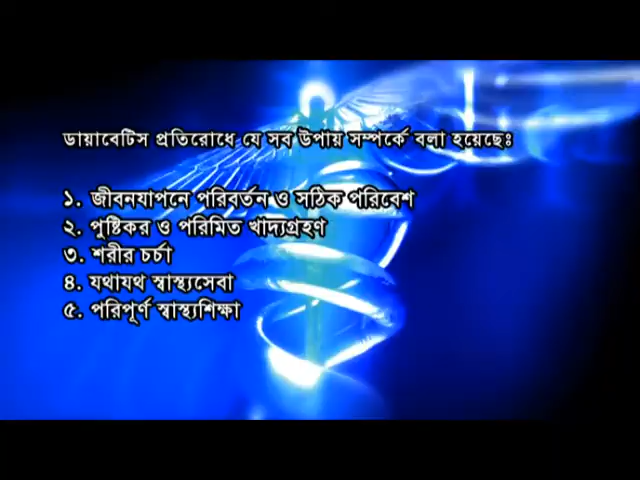 ডায়াবেটিস প্রতিরোধে যে সব উপায় সম্পর্কে বলা হয়েছেঃ
১. জীবনযাপনে পরিবর্তন ও সঠিক পরিবেশ
২. পুষ্টিকর ও পরিমিত খাদ্যগ্রহণ
৩. শরীর চর্চা
৪. যথাযথ স্বাস্থ্যসেবা
৫. পরিপূর্ণ স্বাস্থ্যশিক্ষা